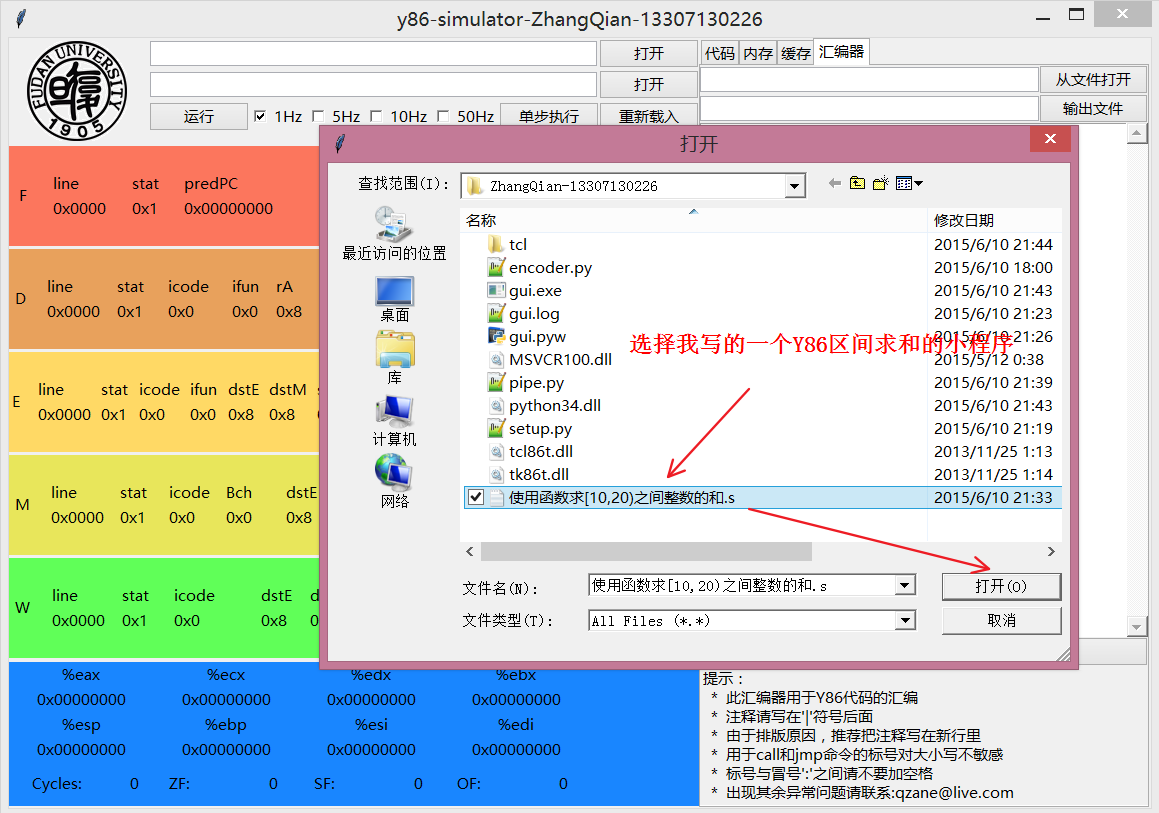 y86-simulator-ZhangQian-13307130226
FUDAN UNIVERSITY
1905
打开
代码 内存 缓存 汇编器
打开
从文件打开
运行 1Hz 5Hz 10Hz 50Hz 单步执行 重新载入
输出文件
F line stat predPC
0x0000 0x1 0x00000000
D line stat icode ifun rA
0x0000 0x1 0x0 0x0 0x8
E line stat icode ifun dstE dstM
0x0000 0x1 0x0 0x0 0x8 0x8
M line stat icode Bch dstE
0x0000 0x1 0x0 0x0 0x8
W line stat icode dstE
0x0000 0x1 0x0 0x8
%eax %ecx %edx %ebx
0x00000000 0x00000000 0x00000000 0x00000000
%esp %ebp %esi %edi
0x00000000 0x00000000 0x00000000 0x00000000
Cycles: 0 ZF: 0 SF: 0 OF: 0
打开
查找范围(I): ZhangQian-13307130226
最近访问的位置
桌面
库
计算机
网络
名称 修改日期
tcl 2015/6/10 21:44
encoder.py 2015/6/10 18:00
gui.exe 2015/6/10 21:43
gui.log 2015/6/10 21:23
gui.pyw 2015/6/10 21:26
选择我写的一个Y86区间求和的小程序
MSVCR100.dll 2015/5/12 0:38
pipe.py 2015/6/10 21:39
python34.dll 2015/6/10 21:43
setup.py 2015/6/10 21:19
tcl86t.dll 2013/11/25 1:13
tk86t.dll 2013/11/25 1:14
使用函数求[10,20)之间整数的和.s 2015/6/10 21:33
文件名(N): 使用函数求[10,20)之间整数的和.s 打开(O)
文件类型(T): All Files (*.*) 取消
提示：
* 此汇编器用于Y86代码的汇编
* 注释请写在'|'符号后面
* 由于排版原因，推荐把注释写在新行里
* 用于call和jmp命令的标号对大小写不敏感
* 标号与冒号':'之间请不要加空格
* 出现其余异常问题请联系:qzane@live.com